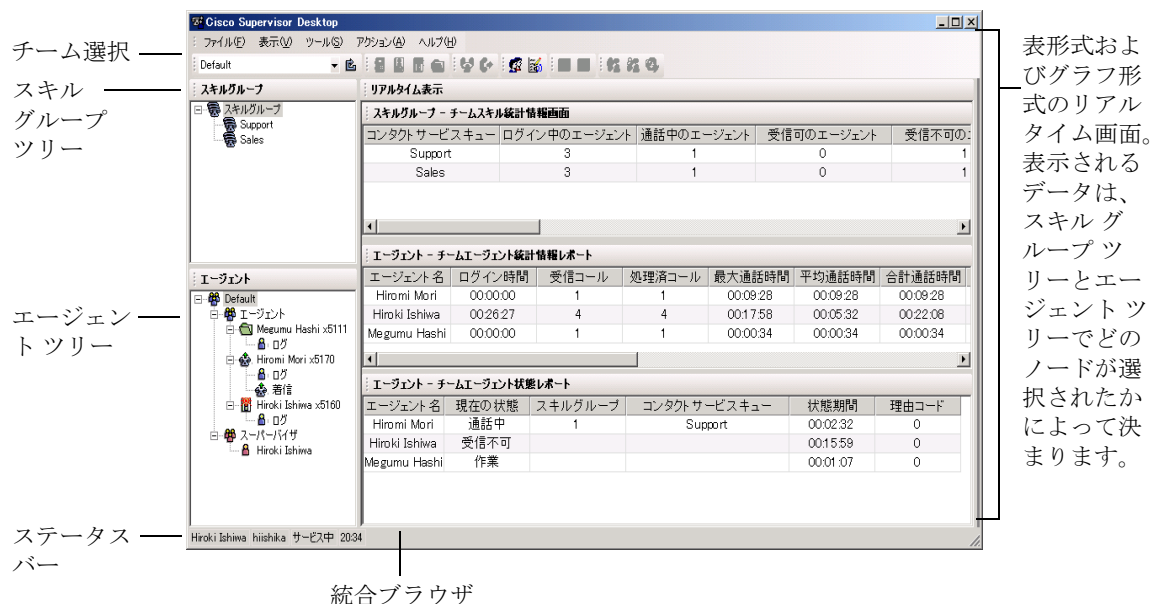 Cisco Supervisor Desktop
ファイル(F) 表示(V) ツール(S) アクション(A) ヘルプ(H)
Default
スキルグループ
スキルグループ
Support
Sales
リアルタイム表示
スキルグループ - チームスキル統計情報画面
コンタクトサービスキュー ログイン中のエージェント 通話中のエージェント 受信可のエージェント 受信不可の
Support 3 1 0 1
Sales 3 1 0 1
エージェント
Default
エージェント
Megumu Hashi x5111
ログ
Hiromi Mori x5170
ログ
着信
Hiroki Ishiwa x5160
ログ
スーパーバイザ
Hiroki Ishiwa
エージェント - チームエージェント統計情報レポート
エージェント名 ログイン時間 受信コール 処理済コール 最大通話時間 平均通話時間 合計通話時間
Hiromi Mori 00:00:00 1 1 00:09:28 00:09:28 00:09:28
Hiroki Ishiwa 00:26:27 4 4 00:17:58 00:05:32 00:22:08
Megumu Hashi 00:00:00 1 1 00:00:34 00:00:34 00:00:34
エージェント - チームエージェント状態レポート
エージェント名 現在の状態 スキルグループ コンタクトサービスキュー 状態期間 理由コード
Hiromi Mori 通話中 1 Support 00:02:32 0
Hiroki Ishiwa 受信不可 00:15:59 0
Megumu Hashi 作業 00:01:07 0
Hiroki Ishiwa hiishika サービス中 20:34
チーム選択
スキル
グループ
ツリー
エージェン
ト ツリー
ステータス
バー
統合ブラウザ
表形式およ
びグラフ形
式のリアル
タイム画面。
表示される
データは、
スキル グ
ループ ツ
リーとエー
ジェント ツ
リーでどの
ノードが選
択されたか
によって決
まります。